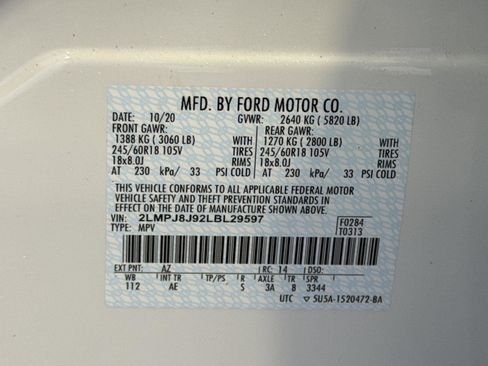 MFD. BY FORD MOTOR CO.
DATE: 10/20 GVWR: 2640 KG ( 5820 LB)
FRONT GAWR: REAR GAWR:
1388 KG ( 3060 LB) WITH 1270 KG ( 2800 LB) WITH
245/60R18 105V TIRES 245/60R18 105V TIRES
18x8.0J RIMS 18x8.0J RIMS
AT 230 kPa/ 33 PSI COLD AT 230 kPa/ 33 PSI COLD
THIS VEHICLE CONFORMS TO ALL APPLICABLE FEDERAL MOTOR
VEHICLE SAFETY AND THEFT PREVENTION STANDARDS IN
EFFECT ON THE DATE OF MANUFACTURE SHOWN ABOVE.
VIN: 2LMPJ8J92LBL29597 F0284
TYPE: MPV T0313
EXT PNT: AZ RC: 14 DSO:
WB INT TR TP/PS R AXLE TR SPR
112 AE S 3A 8 3344
UTC ▽ 5U5A-1520472-BA